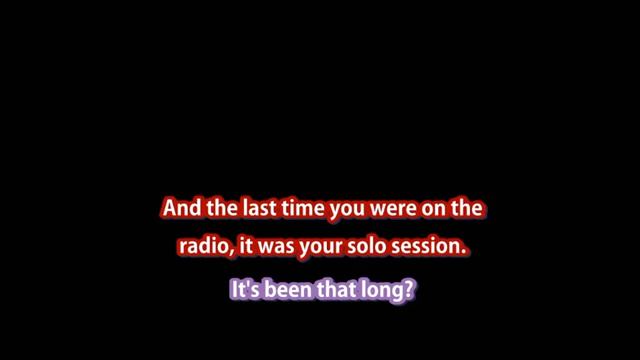 And the last time you were on the
radio, it was your solo session.
It's been that long?